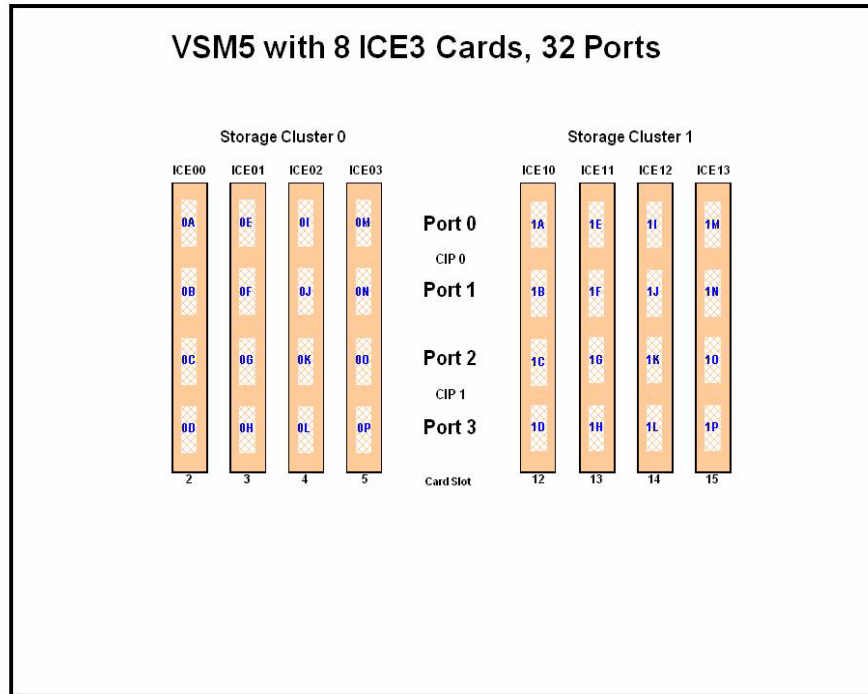 VSM5 with 8 ICE3 Cards, 32 Ports
Storage Cluster 0 Storage Cluster 1
ICE00 ICE01 ICE02 ICE03 ICE10 ICE11 ICE12 ICE13
0A 0E 0I 0M Port 0 1A 1E 1I 1M
CIP 0
0B 0F 0J 0N Port 1 1B 1F 1J 1N
0C 0G 0K 0O Port 2 1C 1G 1K 1O
CIP 1
0D 0H 0L 0P Port 3 1D 1H 1L 1P
2 3 4 5 Card Slot 12 13 14 15